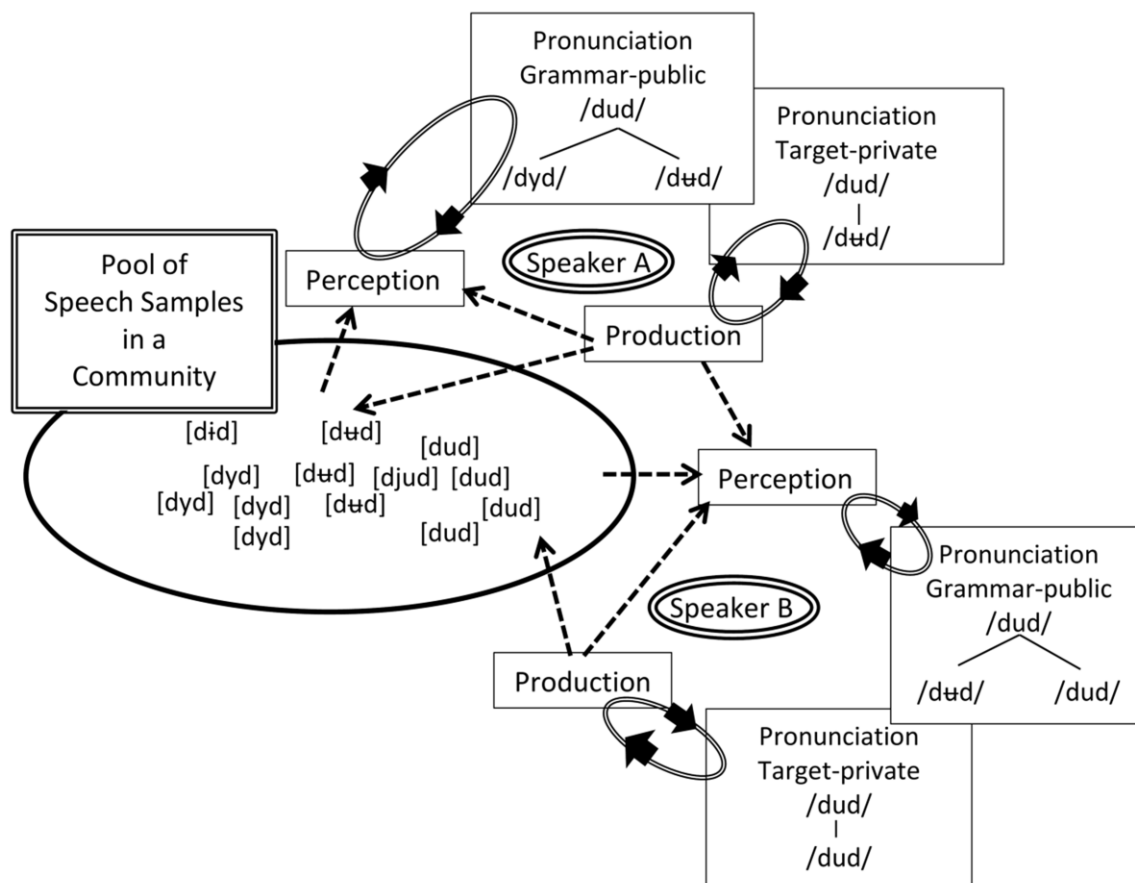 Pronunciation
Grammar-public
/dud/
/dyd/ /dʉd/
Pronunciation
Target-private
/dud/
/dʉd/
Speaker A
Perception
Production
Pool of
Speech Samples
in a
Community
[dɨd] [dʉd]
[dud]
[dyd] [dʉd] [djud] [dud]
[dyd] [dyd] [dʉd] [dud]
[dyd] [dud]
Perception
Pronunciation
Grammar-public
/dud/
/dʉd/ /dud/
Speaker B
Production
Pronunciation
Target-private
/dud/
/dud/